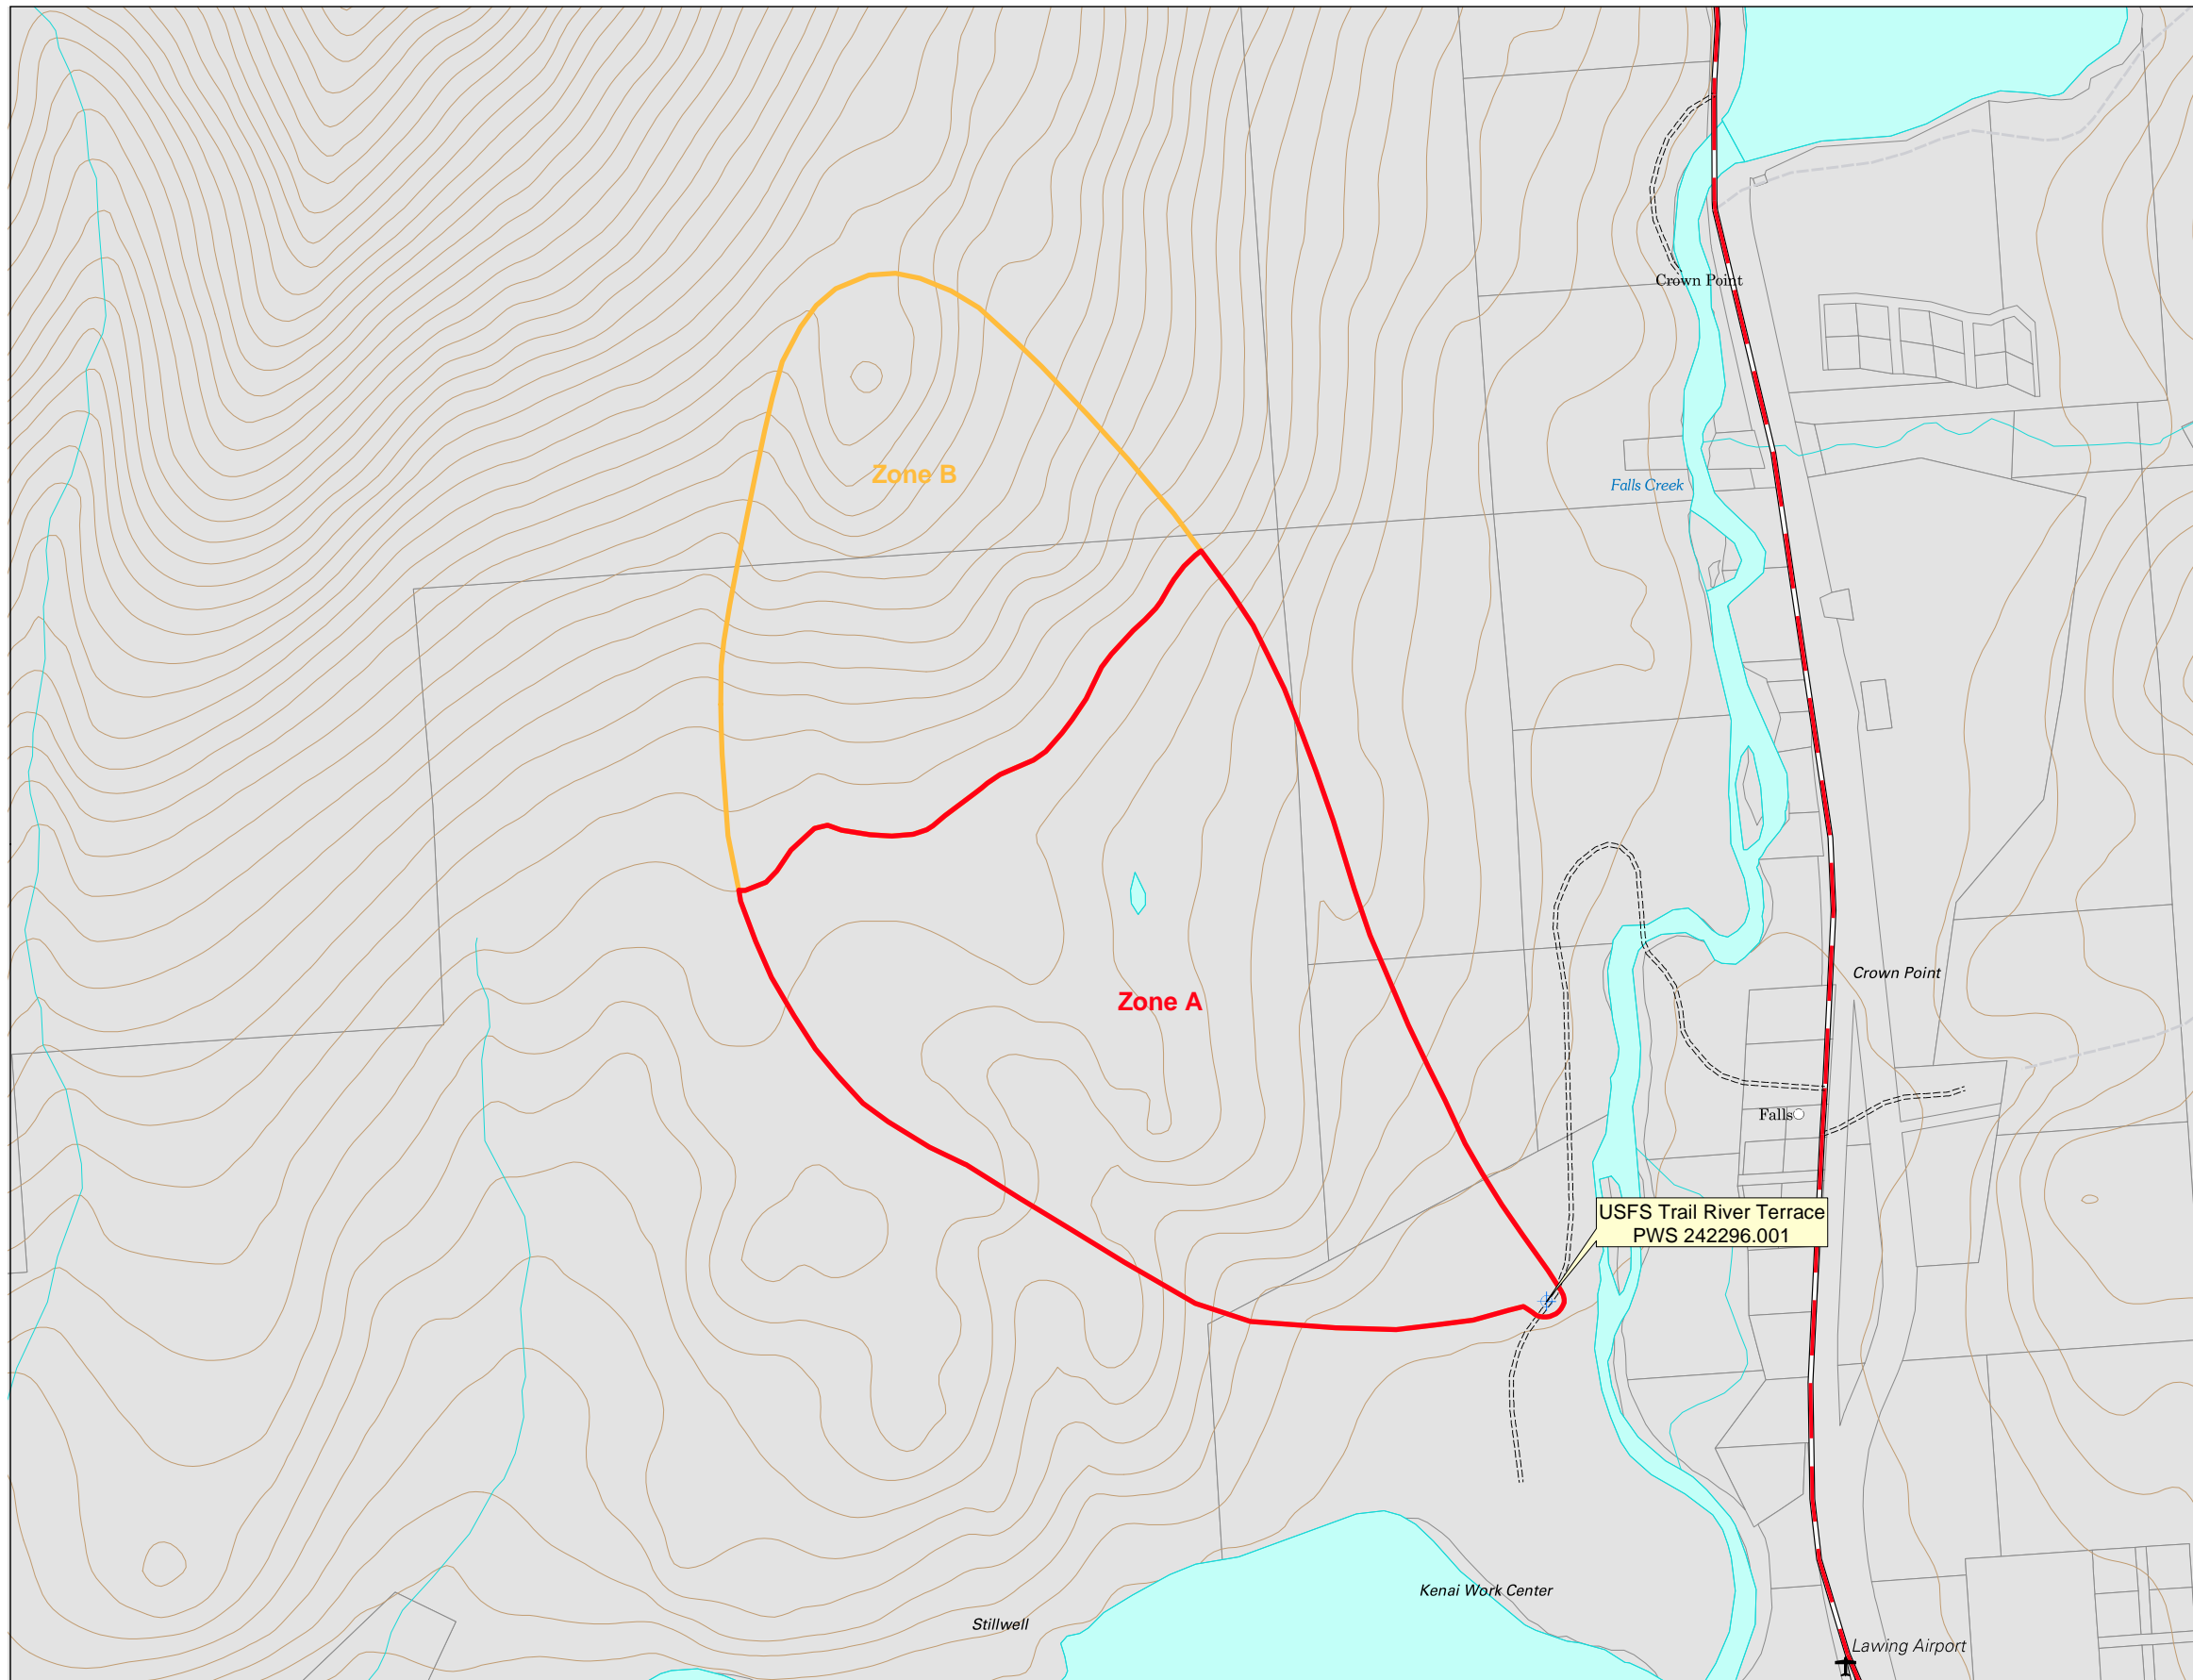 Crown Point
Zone B
Falls Creek
Crown Point
Zone A
Falls
USFS Trail River Terrace
PWS 242296.001
Kenai Work Center
Stillwell
Lawing Airport